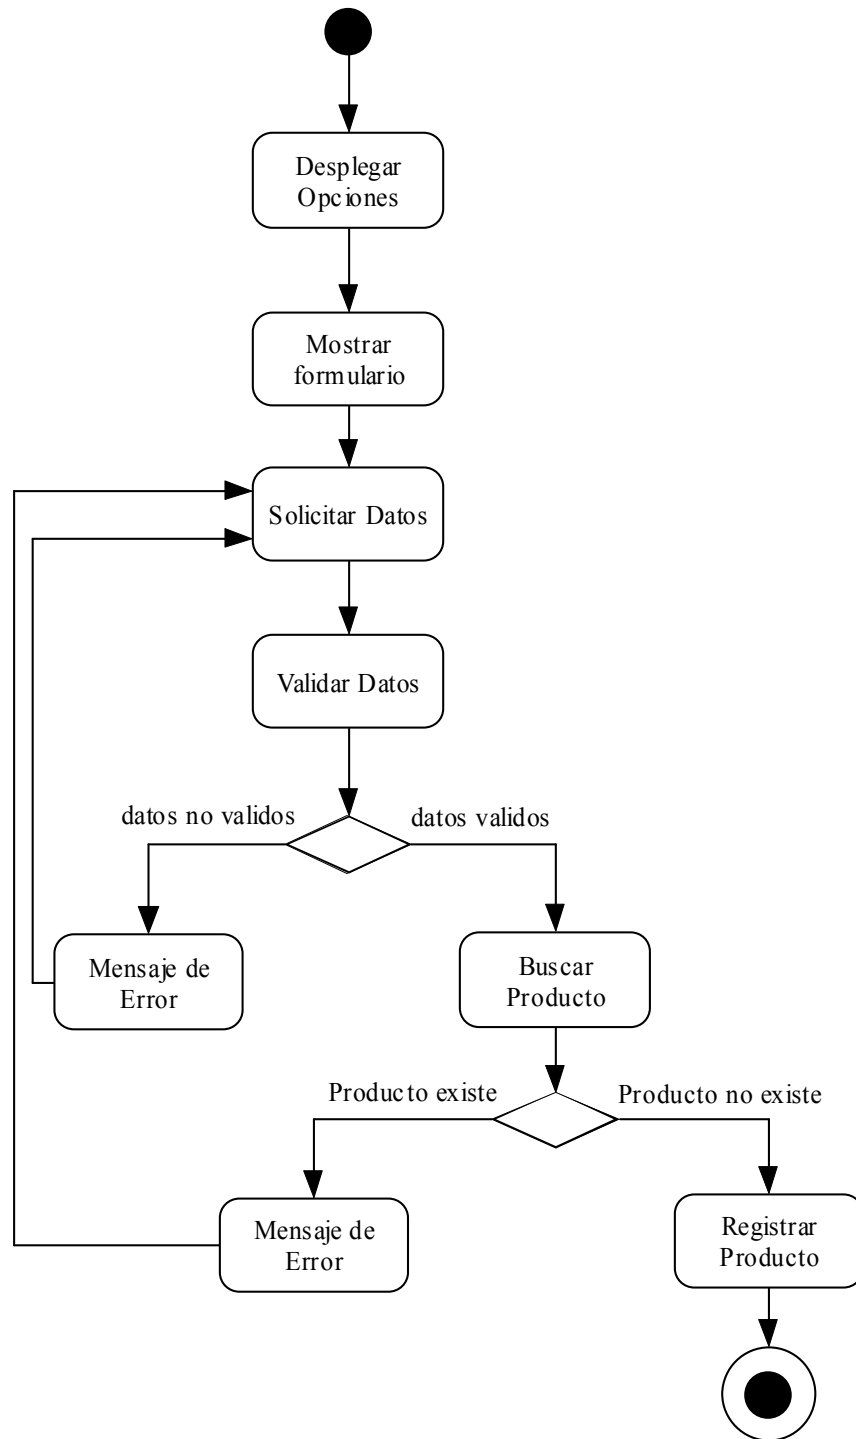 Desplegar
Opciones
Mostrar
formulario
Solicitar Datos
Validar Datos
datos no validos
datos validos
Mensaje de
Error
Buscar
Producto
Producto existe
Producto no existe
Mensaje de
Error
Registrar
Producto